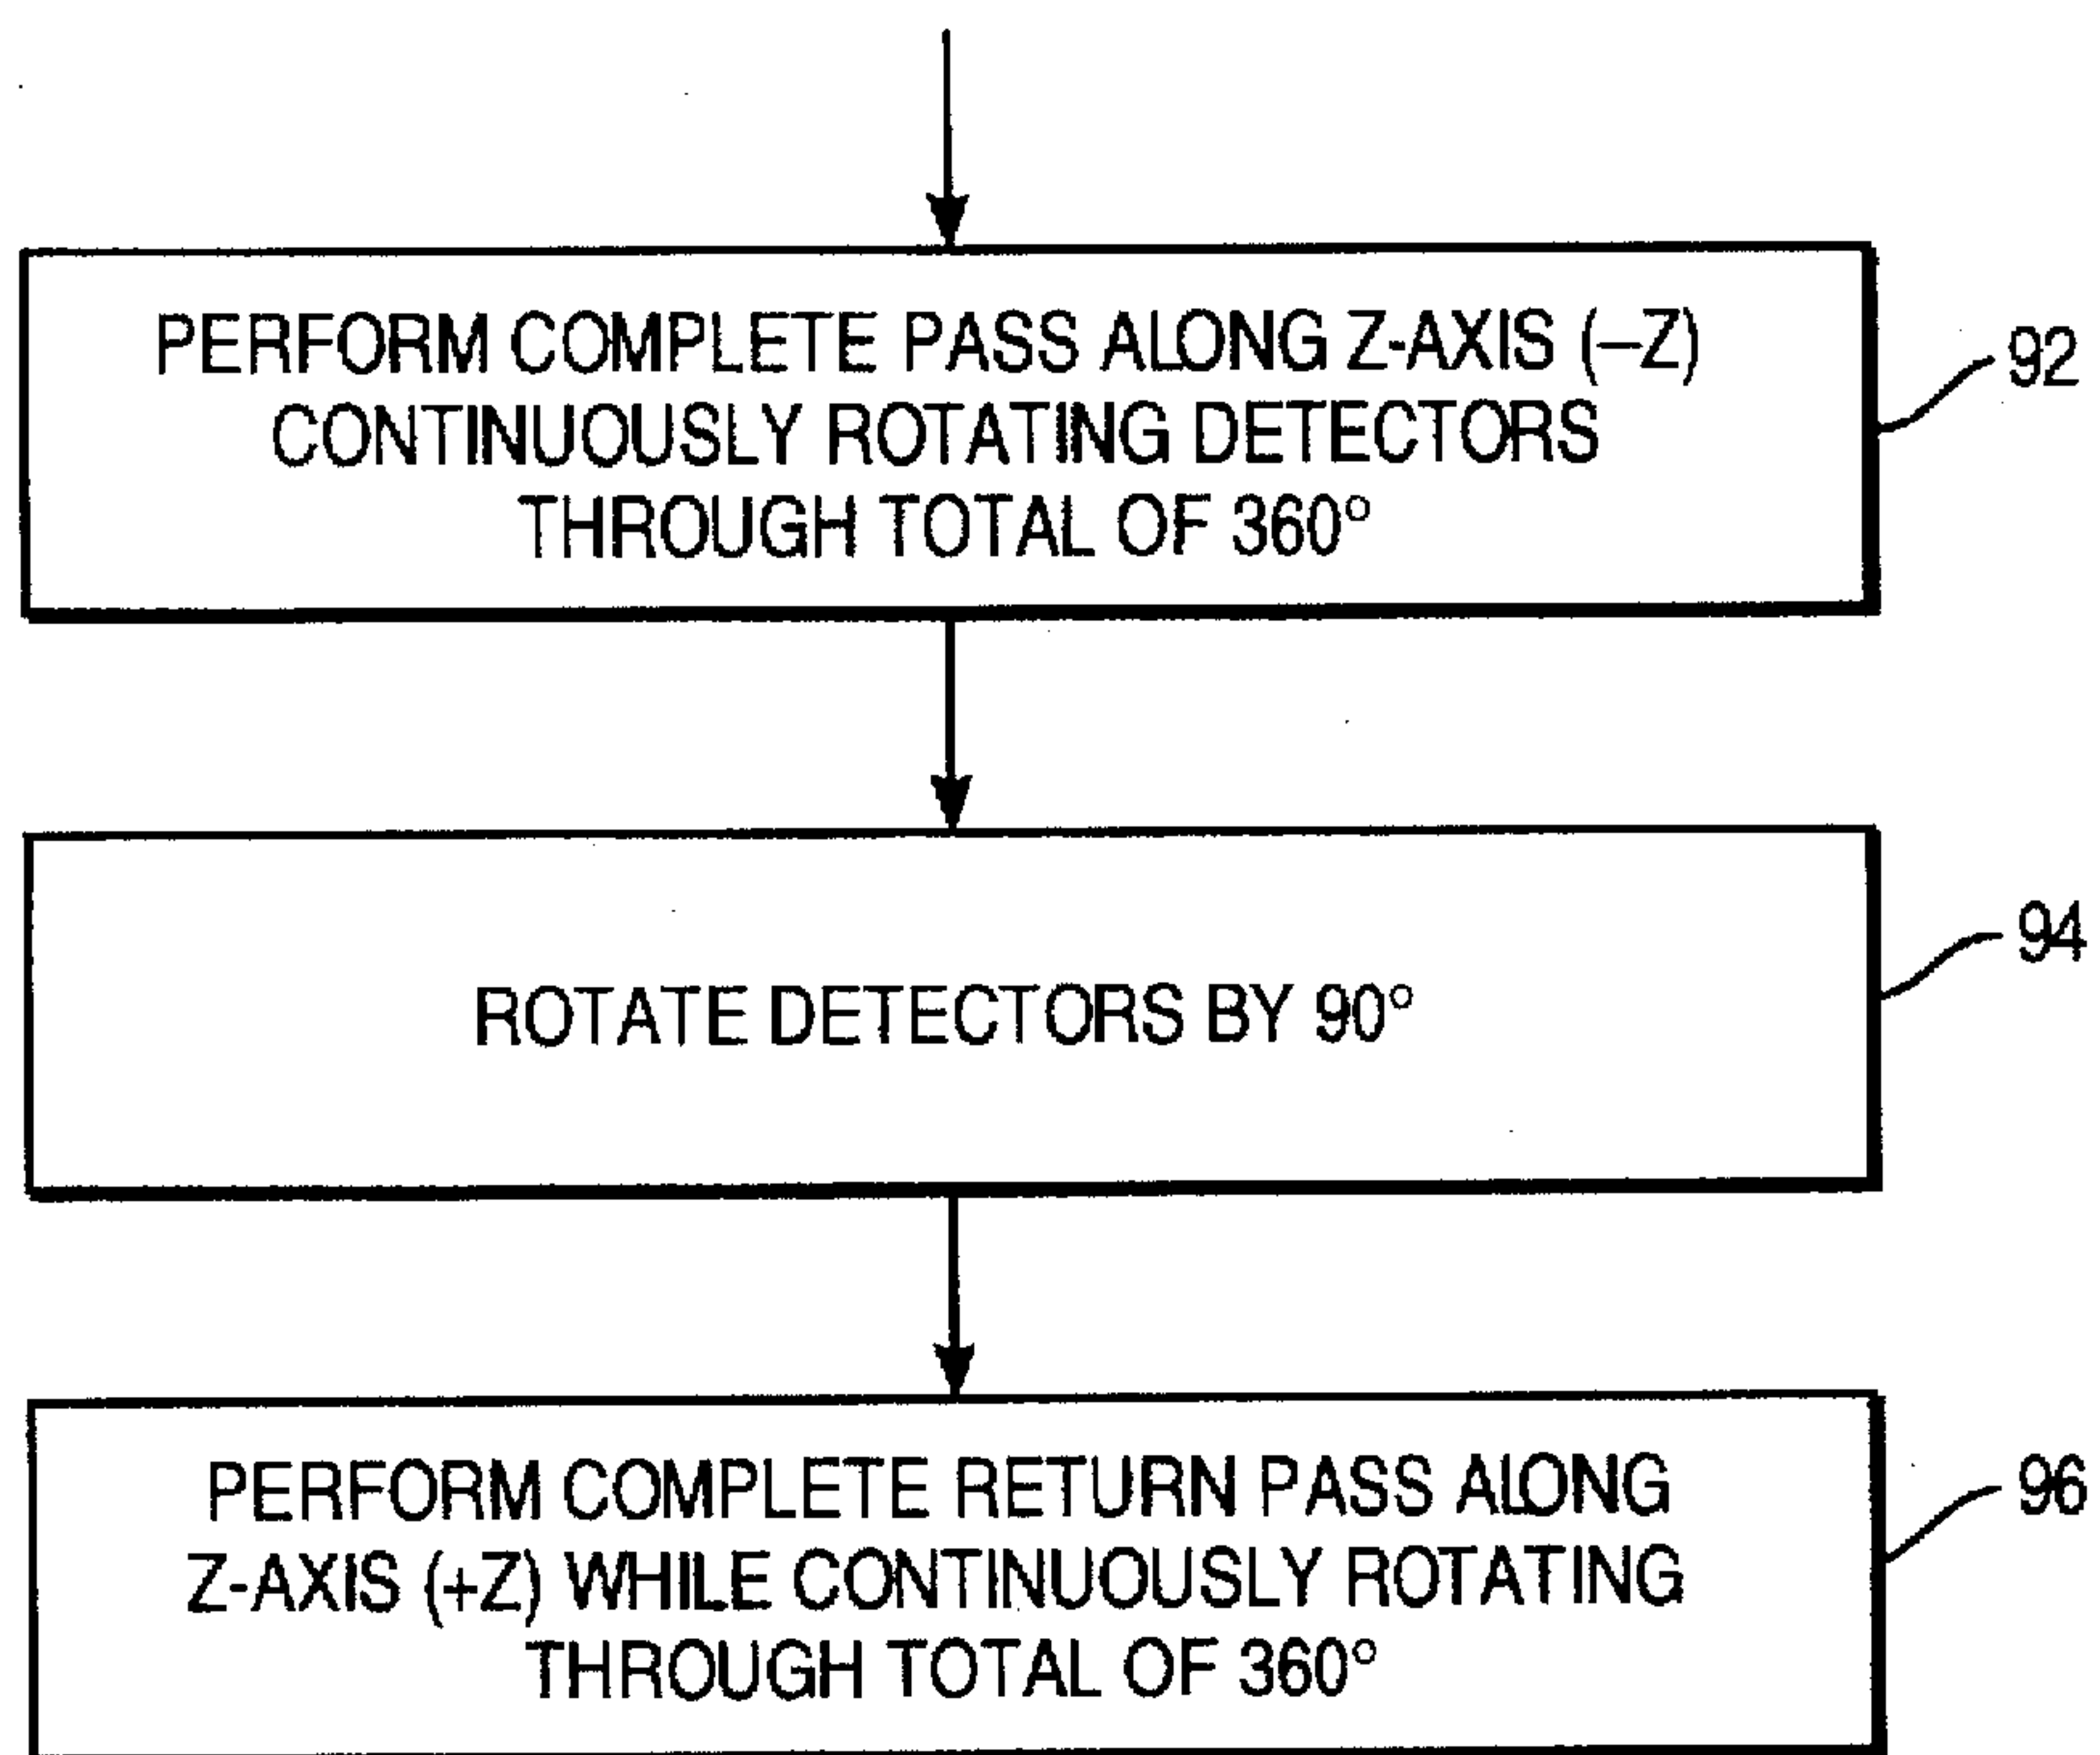 PERFORM COMPLETE PASS ALONG Z-AXIS (–Z)
CONTINUOUSLY ROTATING DETECTORS
THROUGH TOTAL OF 360°
92
ROTATE DETECTORS BY 90°
94
PERFORM COMPLETE RETURN PASS ALONG
Z-AXIS (+Z) WHILE CONTINUOUSLY ROTATING
THROUGH TOTAL OF 360°
96